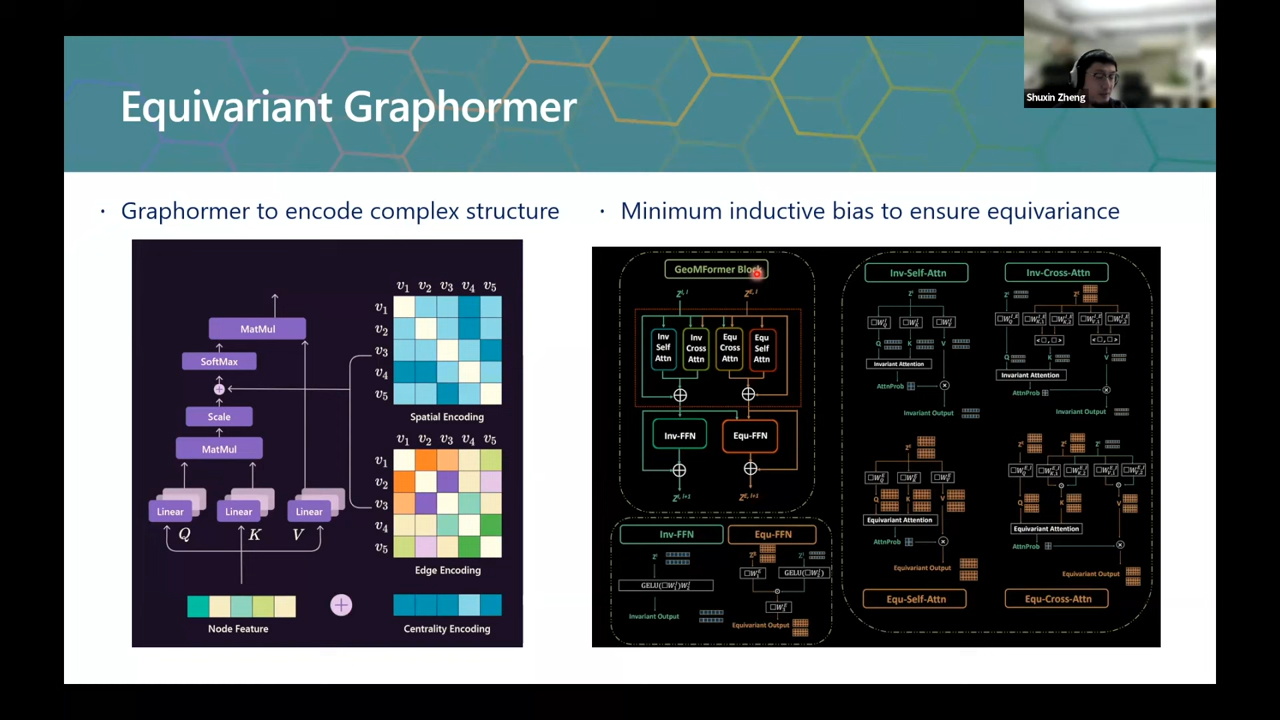 Shuxin Zheng
Equivariant Graphormer
· Graphormer to encode complex structure
· Minimum inductive bias to ensure equivariance
MatMul
SoftMax
Scale
MatMul
Linear
Linear
Linear
Q
K
V
Node Feature
v1 v2 v3 v4 v5
v1
v2
v3
v4
v5
Spatial Encoding
v1 v2 v3 v4 v5
v1
v2
v3
v4
v5
Edge Encoding
Centrality Encoding
GeoMFormer Block
Inv Self Attn
Inv Cross Attn
Equ Cross Attn
Equ Self Attn
Inv-FFN
Equ-FFN
Inv-FFN
Equ-FFN
Invariant Output
Equivariant Output
Inv-Self-Attn
Q
K
V
Invariant Attention
AttnProb
Invariant Output
Inv-Cross-Attn
Q
K
V
Invariant Attention
AttnProb
Invariant Output
Q
K
V
Equivariant Attention
AttnProb
Equivariant Output
Equ-Self-Attn
Q
K
V
Equivariant Attention
AttnProb
Equivariant Output
Equ-Cross-Attn